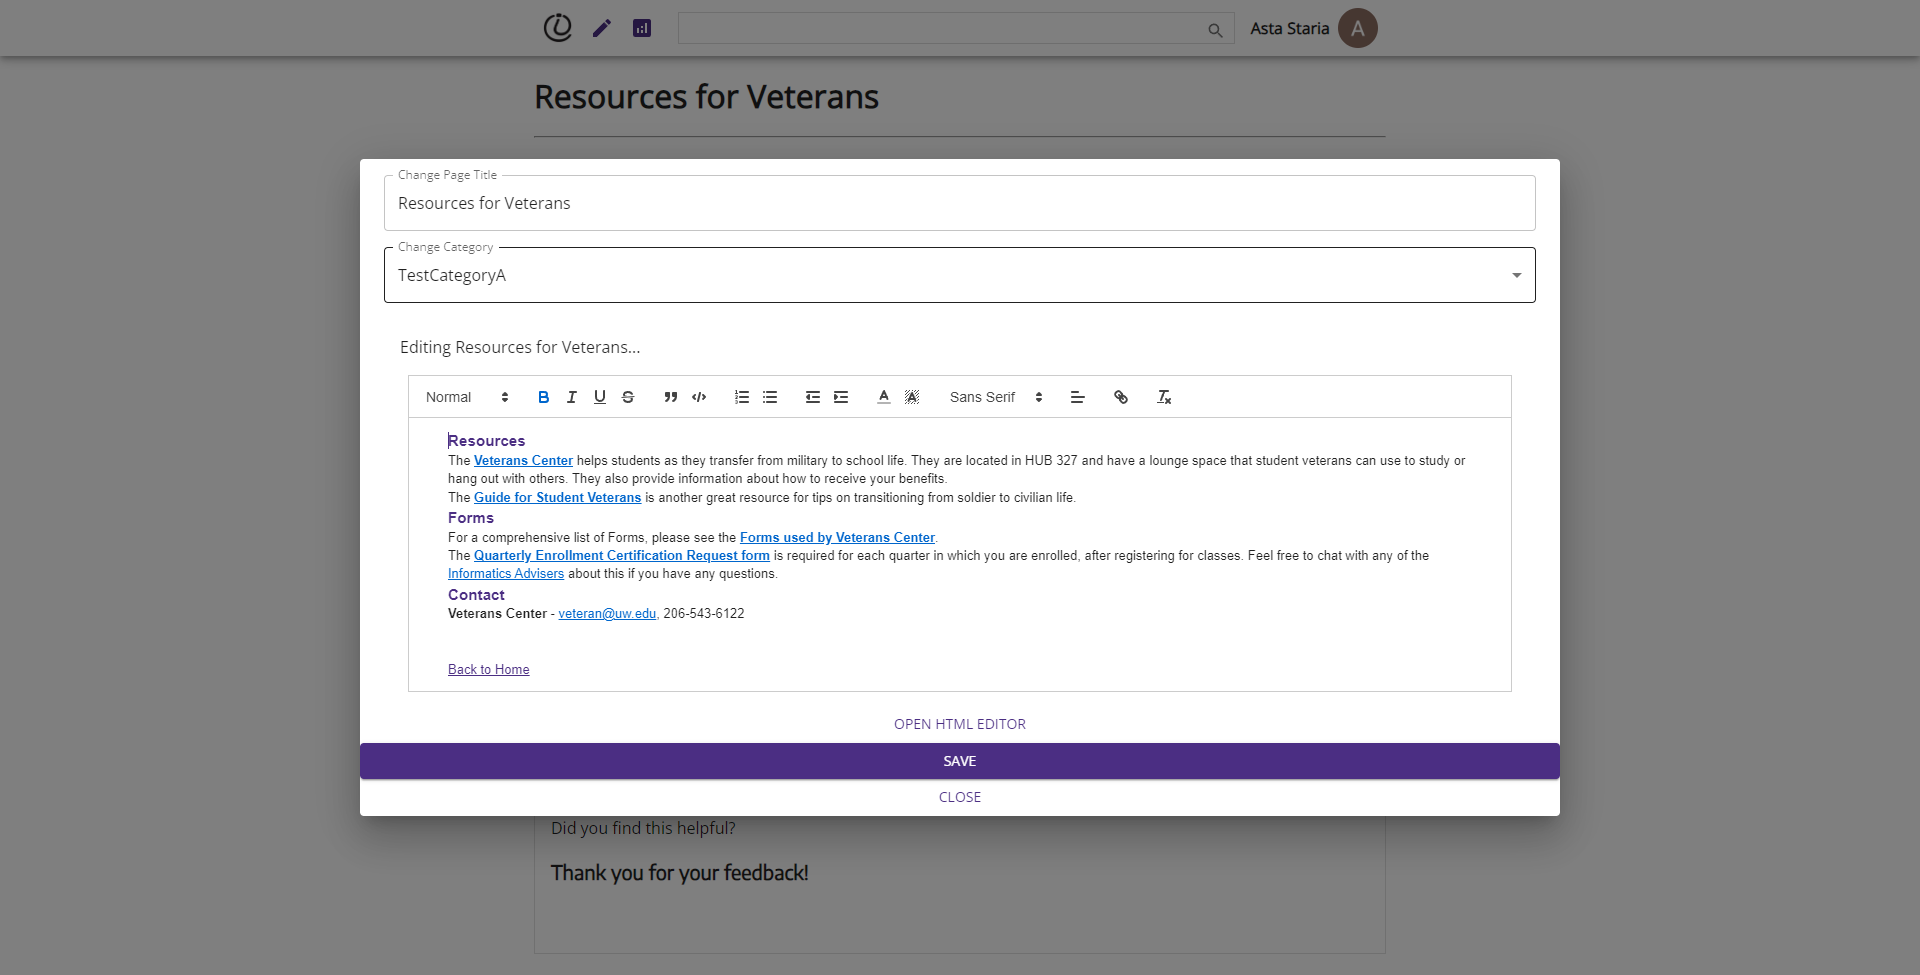 Asta Staria
A
Resources for Veterans
Change Page Title
Resources for Veterans
Change Category
TestCategoryA
Editing Resources for Veterans...
Normal
Sans Serif
Resources
The Veterans Center helps students as they transfer from military to school life. They are located in HUB 327 and have a lounge space that student veterans can use to study or
hang out with others. They also provide information about how to receive your benefits.
The Guide for Student Veterans is another great resource for tips on transitioning from soldier to civilian life.
Forms
For a comprehensive list of Forms, please see the Forms used by Veterans Center.
The Quarterly Enrollment Certification Request form is required for each quarter in which you are enrolled, after registering for classes. Feel free to chat with any of the
Informatics Advisers about this if you have any questions.
Contact
Veterans Center - veteran@uw.edu, 206-543-6122
Back to Home
OPEN HTML EDITOR
SAVE
CLOSE
Did you find this helpful?
Thank you for your feedback!